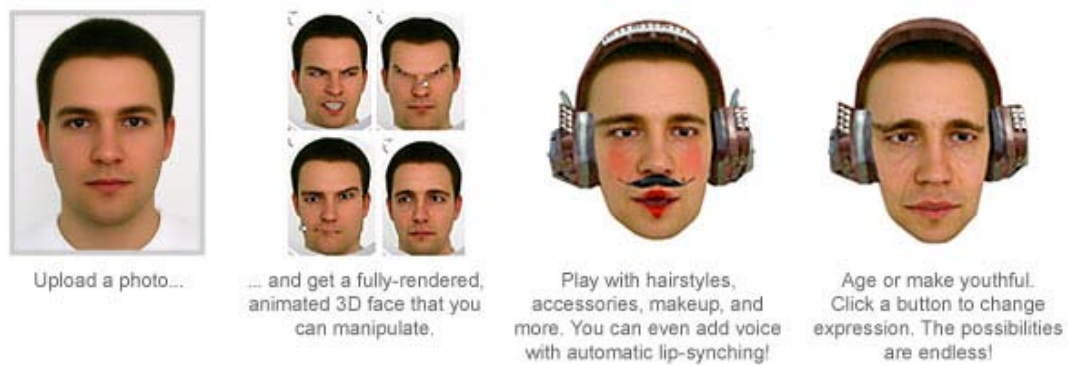 Upload a photo...
... and get a fully-rendered,
animated 3D face that you
can manipulate.
Play with hairstyles,
accessories, makeup, and
more. You can even add voice
with automatic lip-synching!
Age or make youthful.
Click a button to change
expression. The possibilities
are endless!